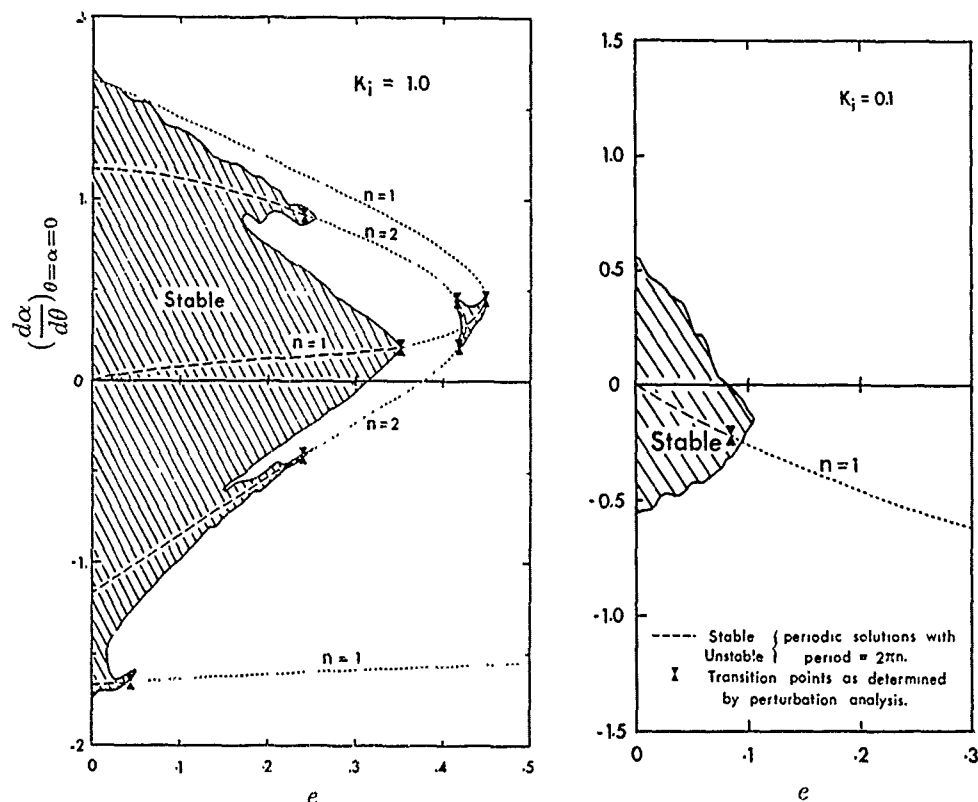 K_i = 1.0
n=1
n=2
Stable
n=1
n=2
n=1
(dα/dθ)_θ=α=0
1.
0
-1.
-2
0
.1
.2
.3
.4
.5
e
K_i = 0.1
1.5
1.0
0.5
0
-0.5
-1.0
-1.5
Stable
n=1
----- Stable { periodic solutions with
........ Unstable { period = 2πn.
Transition points as determined
by perturbation analysis.
0
.1
.2
.3
e